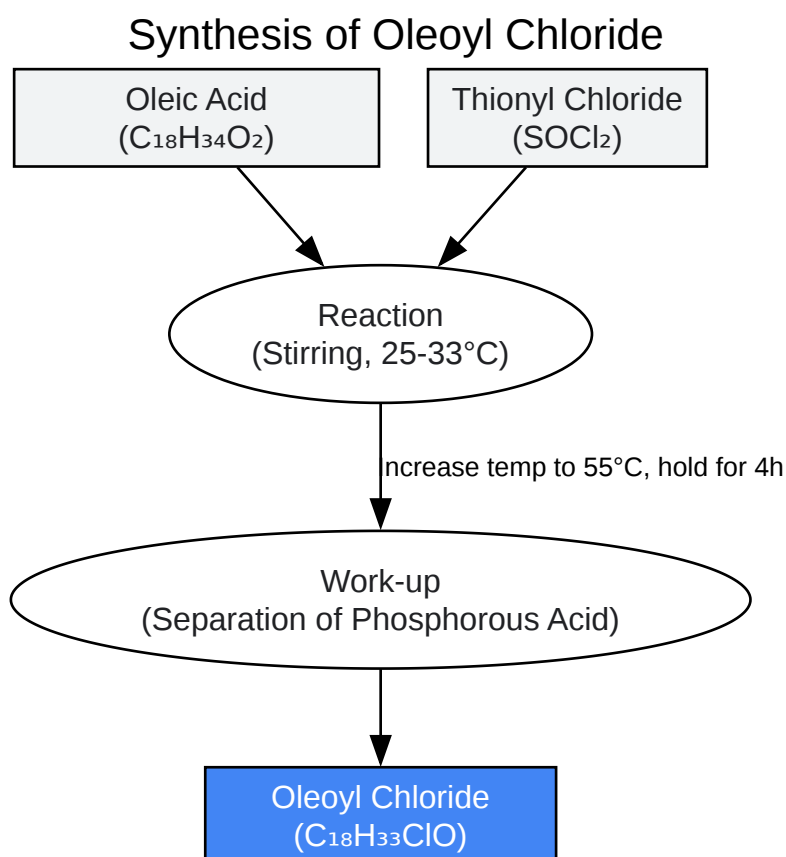 Synthesis of Oleoyl Chloride
Oleic Acid
(C₁₈H₃₄O₂)
Thionyl Chloride
(SOCl₂)
Reaction
(Stirring, 25-33°C)
Increase temp to 55°C, hold for 4h
Work-up
(Separation of Phosphorous Acid)
Oleoyl Chloride
(C₁₈H₃₃ClO)